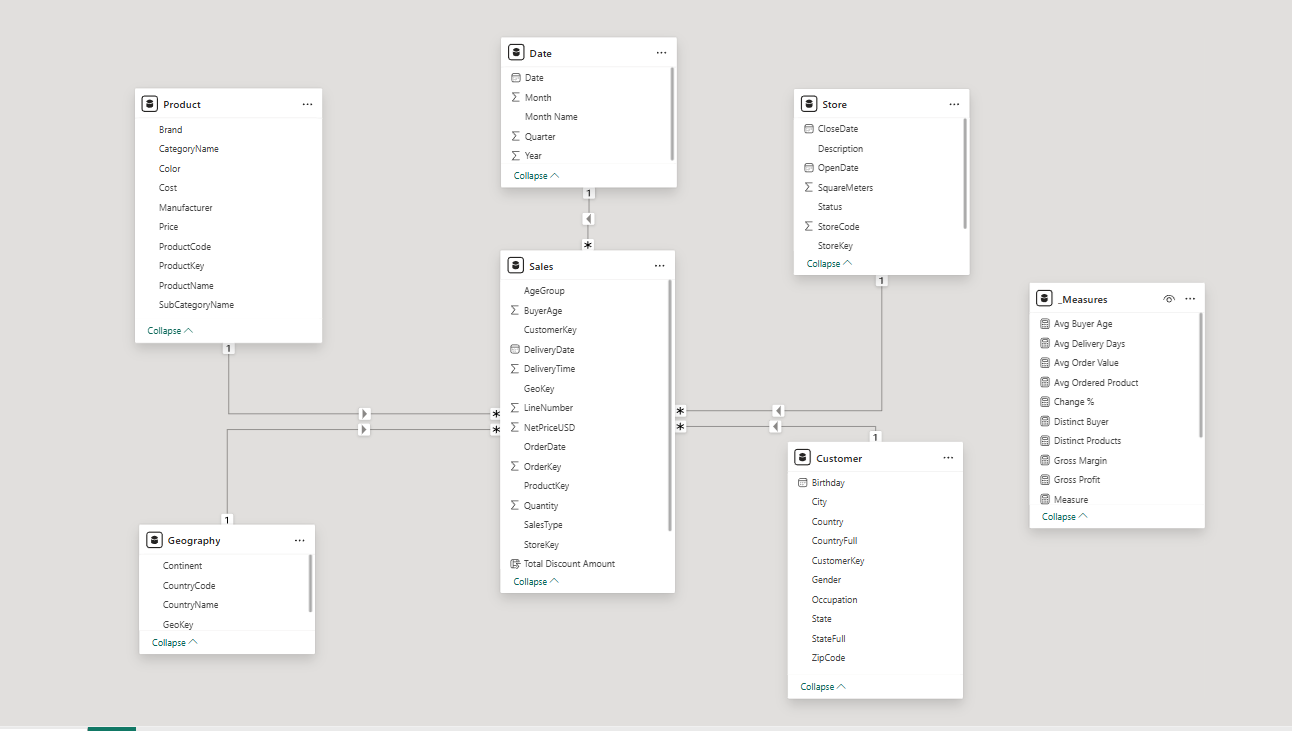 Date
Date
Month
Month Name
Quarter
Year
Collapse
Product
Brand
CategoryName
Color
Cost
Manufacturer
Price
ProductCode
ProductKey
ProductName
SubCategoryName
Collapse
Store
CloseDate
Description
OpenDate
SquareMeters
Status
StoreCode
StoreKey
Collapse
1
*
Sales
AgeGroup
BuyerAge
CustomerKey
DeliveryDate
DeliveryTime
GeoKey
LineNumber
NetPriceUSD
OrderDate
OrderKey
ProductKey
Quantity
SalesType
StoreKey
Total Discount Amount
Collapse
1
1
_Measures
Avg Buyer Age
Avg Delivery Days
Avg Order Value
Avg Ordered Product
Change %
Distinct Buyer
Distinct Products
Gross Margin
Gross Profit
Measure
Collapse
*
*
*
*
1
Customer
Birthday
City
Country
CountryFull
CustomerKey
Gender
Occupation
State
StateFull
ZipCode
Collapse
1
Geography
Continent
CountryCode
CountryName
GeoKey
Collapse